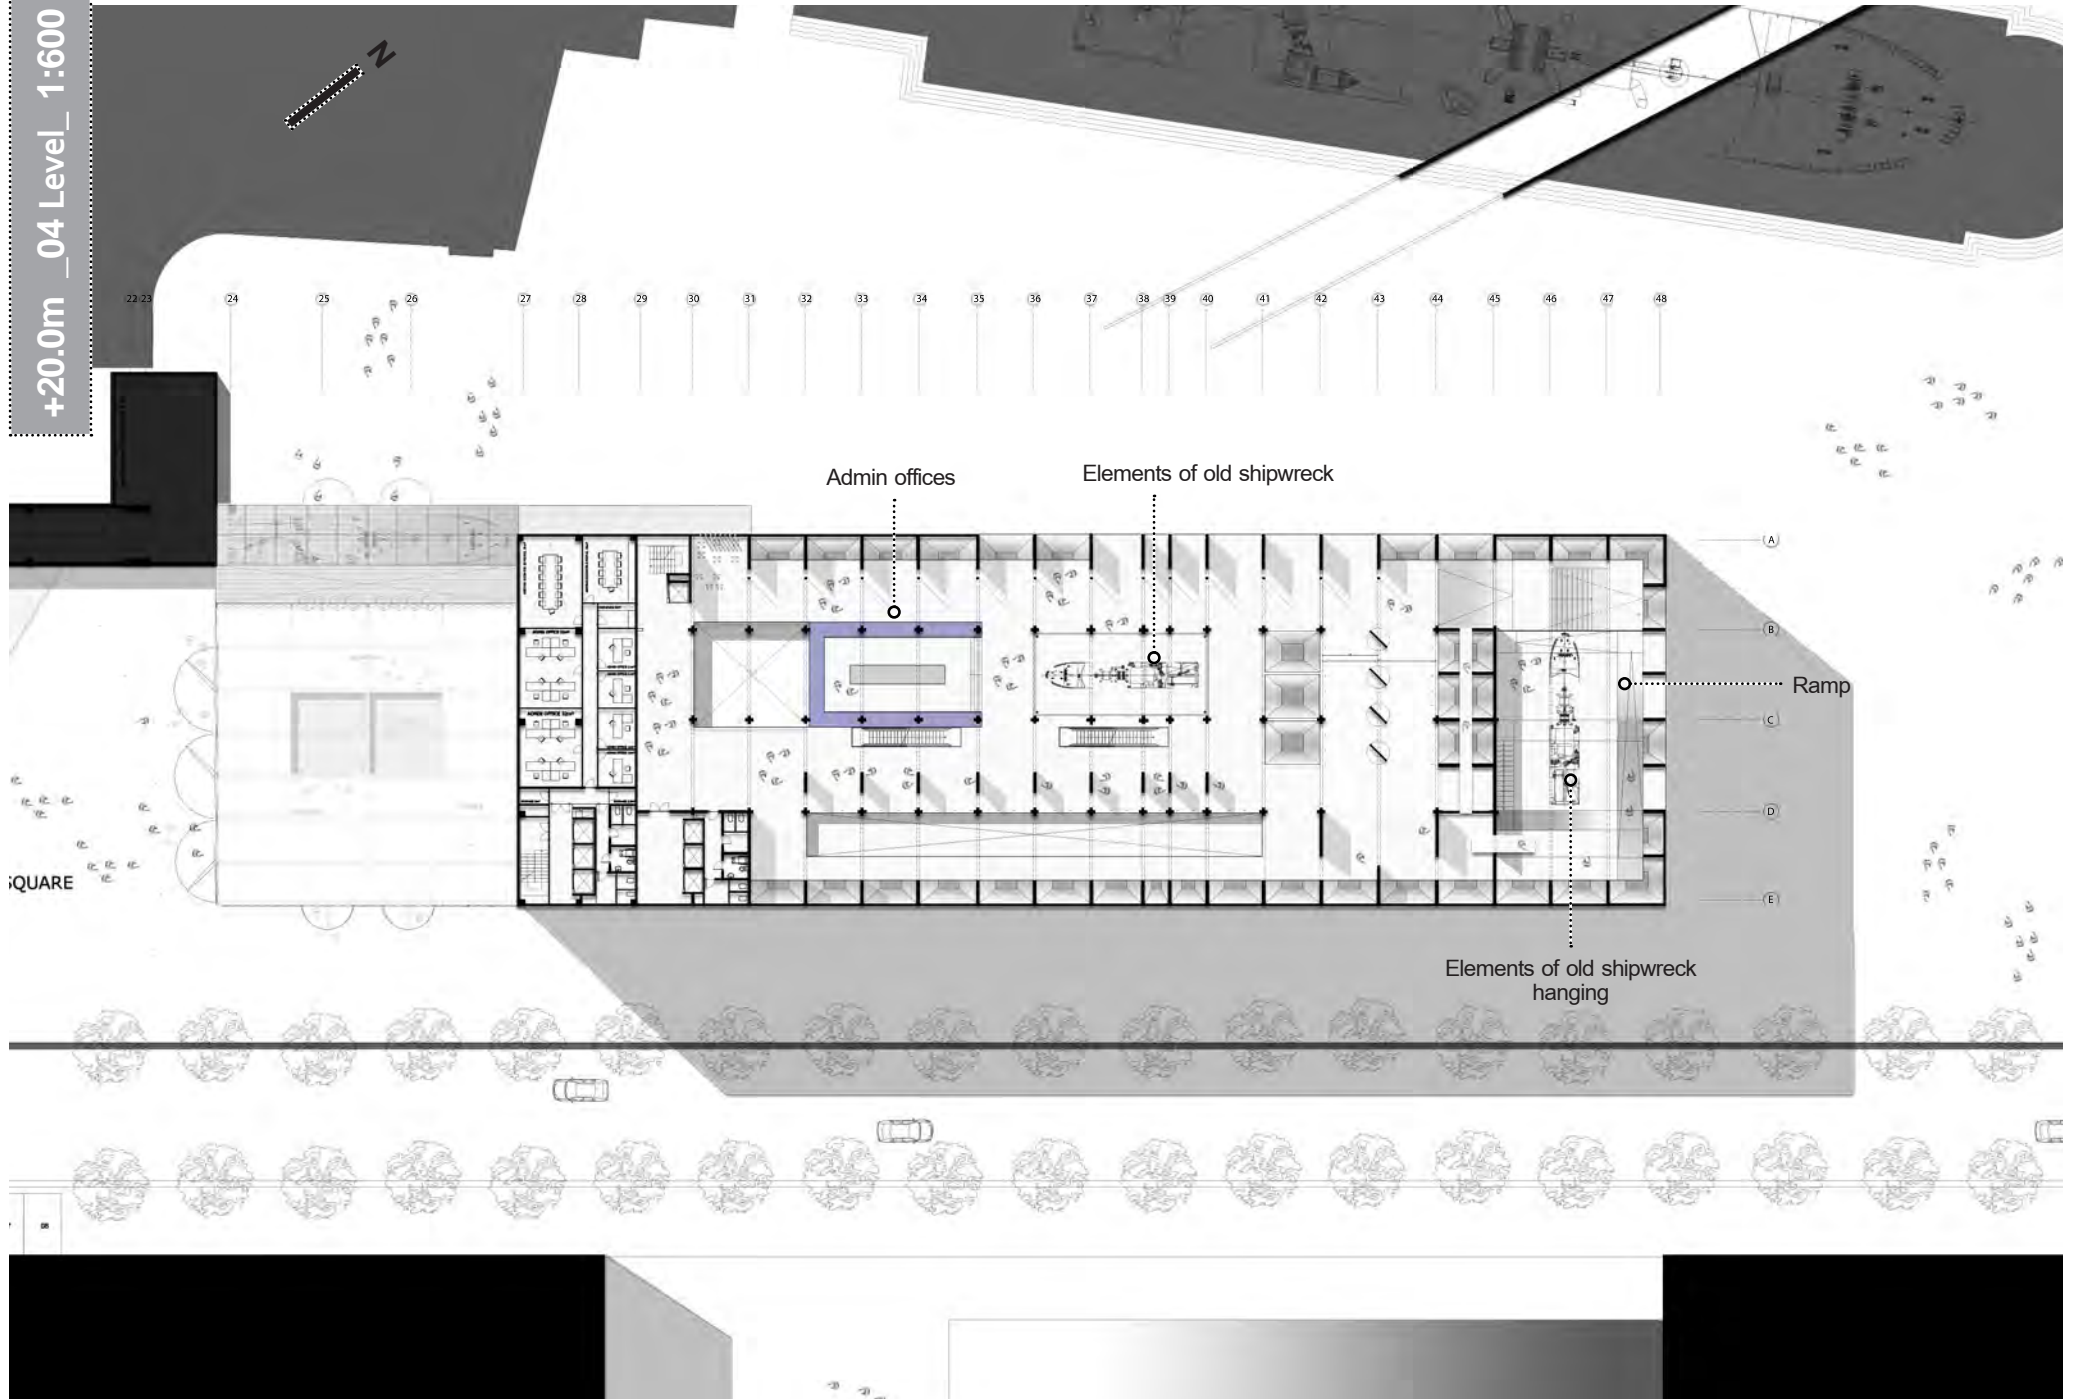 +20.0m _04 Level_ 1:600
N
22 23 24 25 26 27 28 29 30 31 32 33 34 35 36 37 38 39 40 41 42 43 44 45 46 47 48
Admin offices
Elements of old shipwreck
A
B
Ramp
C
D
SQUARE
E
Elements of old shipwreck
hanging